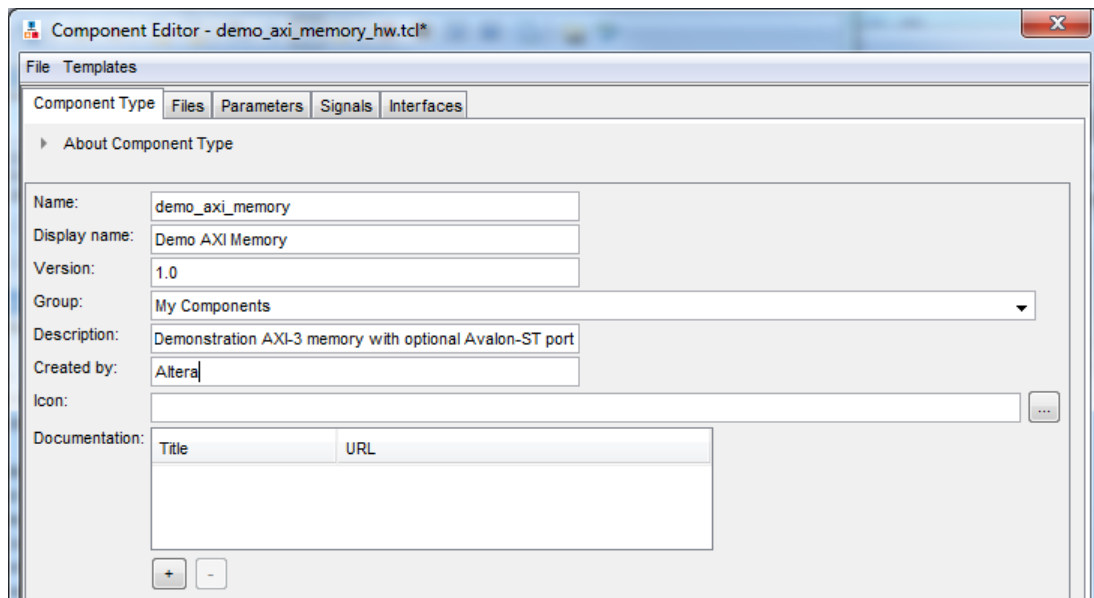 Component Editor - demo_axi_memory_hw.tcl*
File Templates
Component Type Files Parameters Signals Interfaces
About Component Type
Name: demo_axi_memory
Display name: Demo AXI Memory
Version: 1.0
Group: My Components
Description: Demonstration AXI-3 memory with optional Avalon-ST port
Created by: Altera
Icon: ...
Documentation: Title URL
+ -